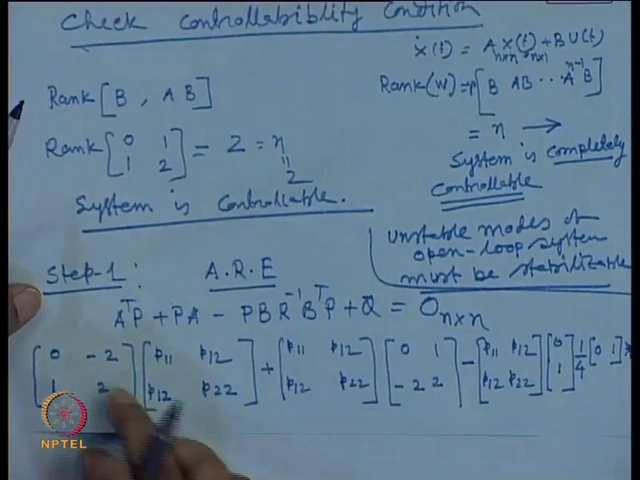 Check Controllability Condition
ẋ(t) = A x(t) + B u(t)
n×n n×1
Rank [B , AB]
Rank(W) = ρ[B AB ·· A^{n-1} B]
Rank [0 1; 1 2] = 2 = n
= n →
2
System is completely controllable
System is Controllable.
Unstable modes of
open-loop system
must be stabilizable
Step-1 : A.R.E
A^T P + PA - PBR^{-1}B^T P + Q = O_{n×n}
[0 -2; 1 2] [p11 p12; p12 p22] + [p11 p12; p12 p22] [0 1; -2 2] - [p11 p12; p12 p22] [0; 1] 1/4 [0 1] *
NPTEL